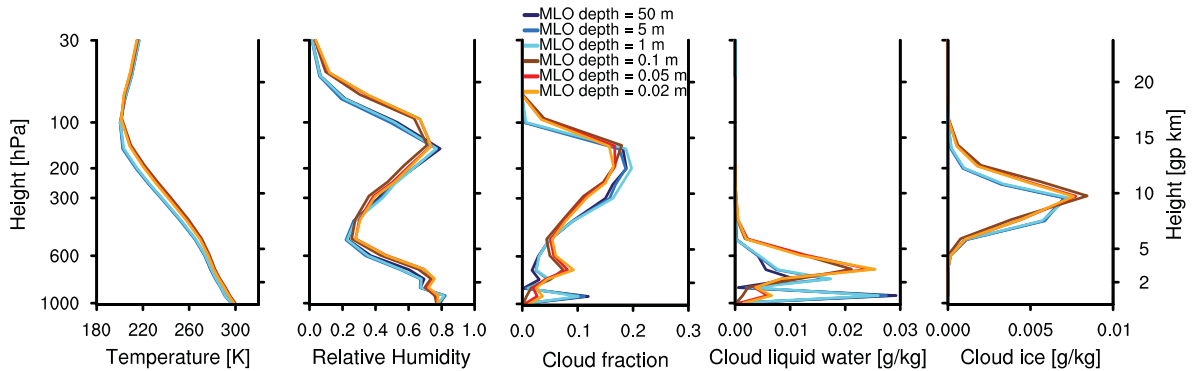 MLO depth = 50 m
MLO depth = 5 m
MLO depth = 1 m
MLO depth = 0.1 m
MLO depth = 0.05 m
MLO depth = 0.02 m
30
100
200
300
600
1000
Height [hPa]
180 220 260 300
Temperature [K]
0.0 0.2 0.4 0.6 0.8 1.0
Relative Humidity
0.0 0.1 0.2 0.3
Cloud fraction
0.00 0.01 0.02 0.03
Cloud liquid water [g/kg]
0.000 0.005 0.01
Cloud ice [g/kg]
20
15
10
5
2
Height [gp km]